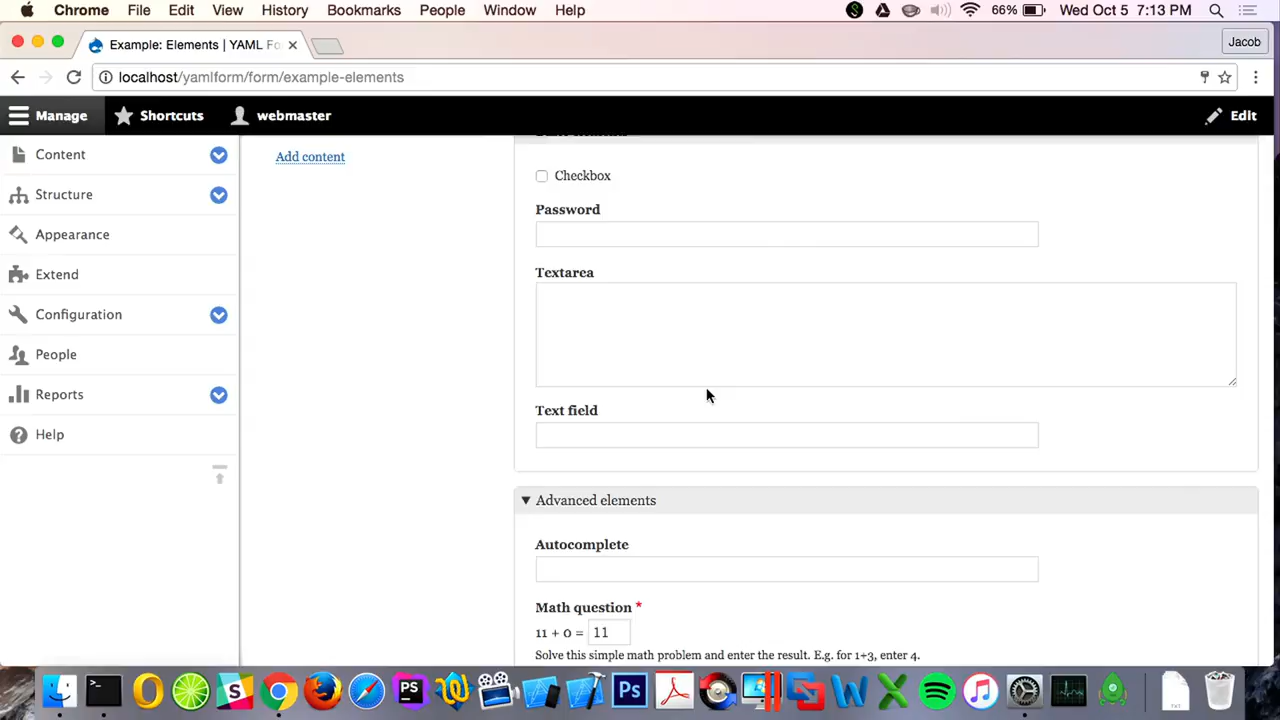 Chrome File Edit View History Bookmarks People Window Help 66% Wed Oct 5 7:13 PM
Example: Elements | YAML Fo
Jacob
localhost/yamlform/form/example-elements
Manage Shortcuts webmaster Edit
Content
Structure
Appearance
Extend
Configuration
People
Reports
Help
Add content
Checkbox
Password
Textarea
Text field
Advanced elements
Autocomplete
Math question *
11 + 0 = 11
Solve this simple math problem and enter the result. E.g. for 1+3, enter 4.